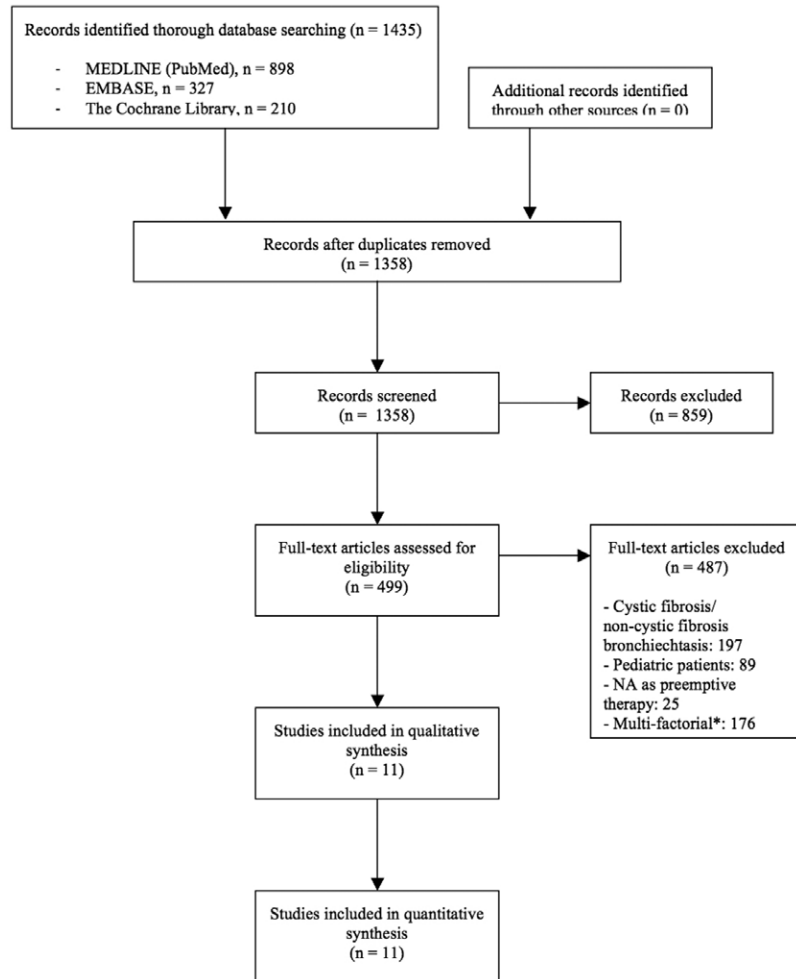 Records identified thorough database searching (n = 1435)
- MEDLINE (PubMed), n = 898
- EMBASE, n = 327
- The Cochrane Library, n = 210
Additional records identified
through other sources (n = 0)
Records after duplicates removed
(n = 1358)
Records screened
(n = 1358)
Records excluded
(n = 859)
Full-text articles assessed for
eligibility
(n = 499)
Full-text articles excluded
(n = 487)
- Cystic fibrosis/
non-cystic fibrosis
bronchiechtasis: 197
- Pediatric patients: 89
- NA as preemptive
therapy: 25
- Multi-factorial*: 176
Studies included in qualitative
synthesis
(n = 11)
Studies included in quantitative
synthesis
(n = 11)